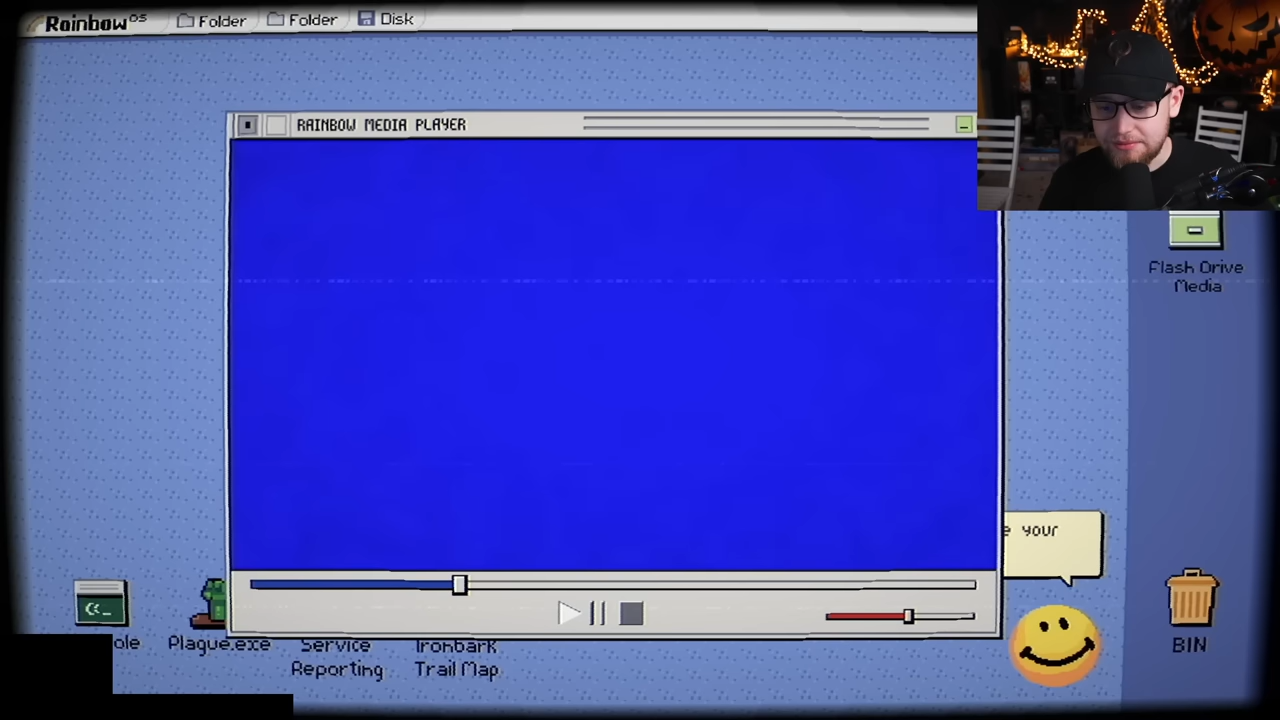 Rainbow OS Folder Folder Disk
RAINBOW MEDIA PLAYER
Flash Drive
Media
your
Plague.exe Service Ironbark
Reporting Trail Map
BIN